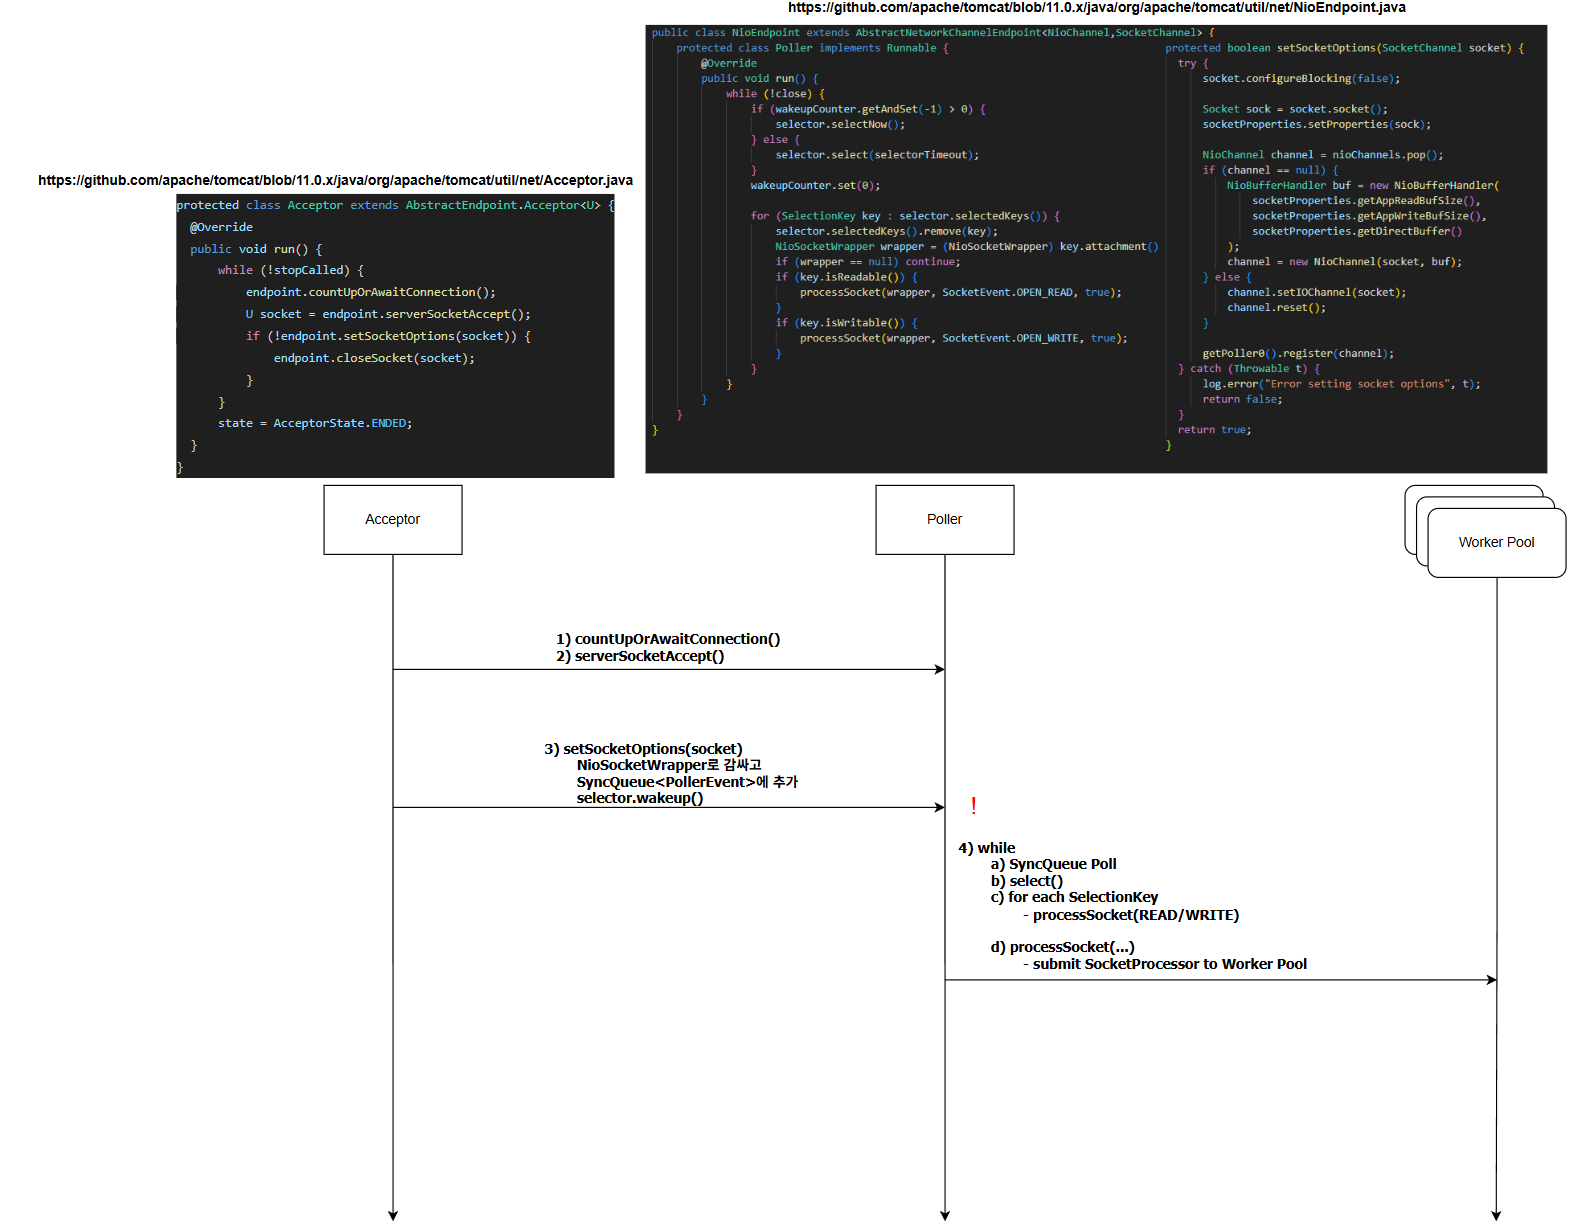 https://github.com/apache/tomcat/blob/11.0.x/java/org/apache/tomcat/util/net/Acceptor.java
protected class Acceptor extends AbstractEndpoint.Acceptor<U> {
@Override
public void run() {
while (!stopCalled) {
endpoint.countUpOrAwaitConnection();
U socket = endpoint.serverSocketAccept();
if (!endpoint.setSocketOptions(socket)) {
endpoint.closeSocket(socket);
}
}
state = AcceptorState.ENDED;
}
}
https://github.com/apache/tomcat/blob/11.0.x/java/org/apache/tomcat/util/net/NioEndpoint.java
public class NioEndpoint extends AbstractNetworkChannelEndpoint<NioChannel,SocketChannel> {
protected class Poller implements Runnable {
@Override
public void run() {
while (!close) {
if (wakeupCounter.getAndSet(-1) > 0) {
selector.selectNow();
} else {
selector.select(selectorTimeout);
}
wakeupCounter.set(0);
for (SelectionKey key : selector.selectedKeys()) {
selector.selectedKeys().remove(key);
NioSocketWrapper wrapper = (NioSocketWrapper) key.attachment()
if (wrapper == null) continue;
if (key.isReadable()) {
processSocket(wrapper, SocketEvent.OPEN_READ, true);
}
if (key.isWritable()) {
processSocket(wrapper, SocketEvent.OPEN_WRITE, true);
}
}
}
}
}
}
protected boolean setSocketOptions(SocketChannel socket) {
try {
socket.configureBlocking(false);
Socket sock = socket.socket();
socketProperties.setProperties(sock);
NioChannel channel = nioChannels.pop();
if (channel == null) {
NioBufferHandler buf = new NioBufferHandler(
socketProperties.getAppReadBufSize(),
socketProperties.getAppWriteBufSize(),
socketProperties.getDirectBuffer()
);
channel = new NioChannel(socket, buf);
} else {
channel.setIOChannel(socket);
channel.reset();
}
getPoller0().register(channel);
} catch (Throwable t) {
log.error("Error setting socket options", t);
return false;
}
return true;
}
Acceptor
Poller
Worker Pool
1) countUpOrAwaitConnection()
2) serverSocketAccept()
3) setSocketOptions(socket)
NioSocketWrapper로 감싸고
SyncQueue<PollerEvent>에 추가
selector.wakeup()
!
4) while
a) SyncQueue Poll
b) select()
c) for each SelectionKey
- processSocket(READ/WRITE)
d) processSocket(...)
- submit SocketProcessor to Worker Pool